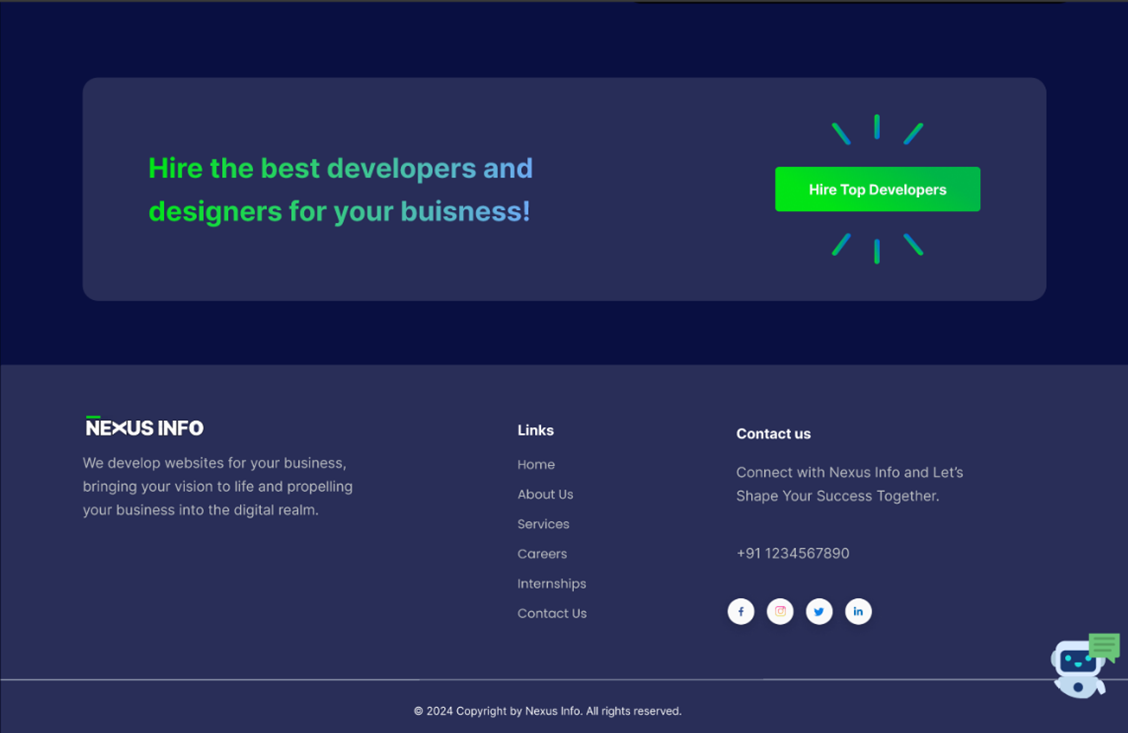 Hire the best developers and
designers for your buisness!
Hire Top Developers
NEXUS INFO
We develop websites for your business,
bringing your vision to life and propelling
your business into the digital realm.
Links
Home
About Us
Services
Careers
Internships
Contact Us
Contact us
Connect with Nexus Info and Let's
Shape Your Success Together.
+91 1234567890
© 2024 Copyright by Nexus Info. All rights reserved.